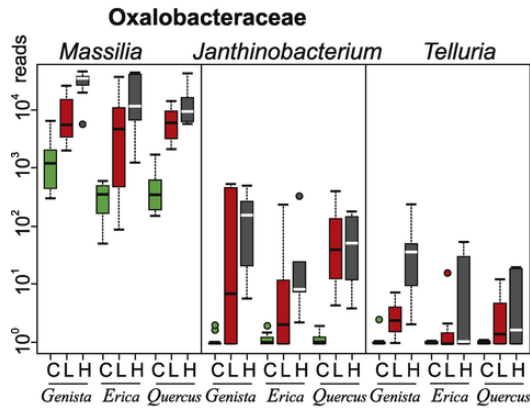 Oxalobacteraceae
Massilia Janthinobacterium Telluria
reads
10⁴
10³
10²
10¹
10⁰
C L H C L H C L H C L H C L H C L H C L H C L H C L H
Genista Erica Quercus Genista Erica Quercus Genista Erica Quercus